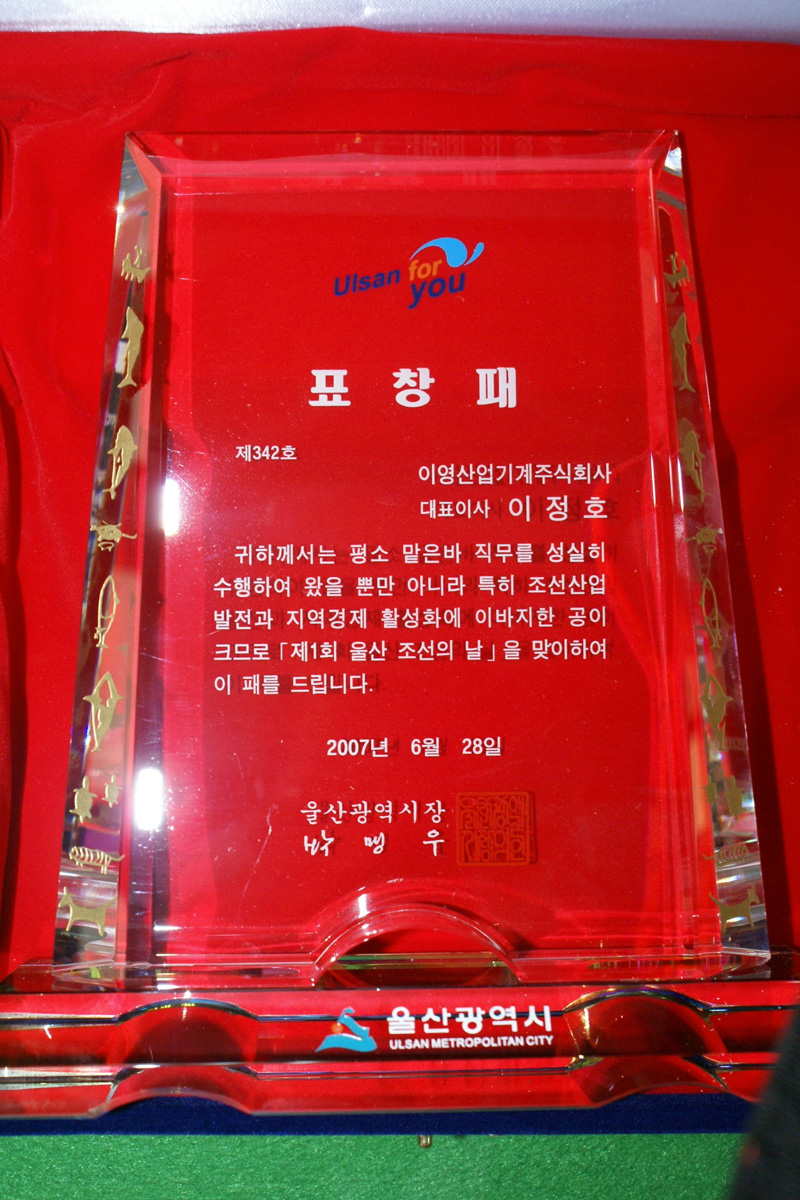 Ulsan for
you
표 창 패
제342호
이영산업기계주식회사
대표이사 이 정 호
귀하께서는 평소 맡은바 직무를 성실히
수행하여 왔을 뿐만 아니라 특히 조선산업
발전과 지역경제 활성화에 이바지한 공이
크므로 「제1회 울산 조선의 날」을 맞이하여
이 패를 드립니다.
2007년 6월 28일
울산광역시장
박 맹 우
울산광역시
ULSAN METROPOLITAN CITY